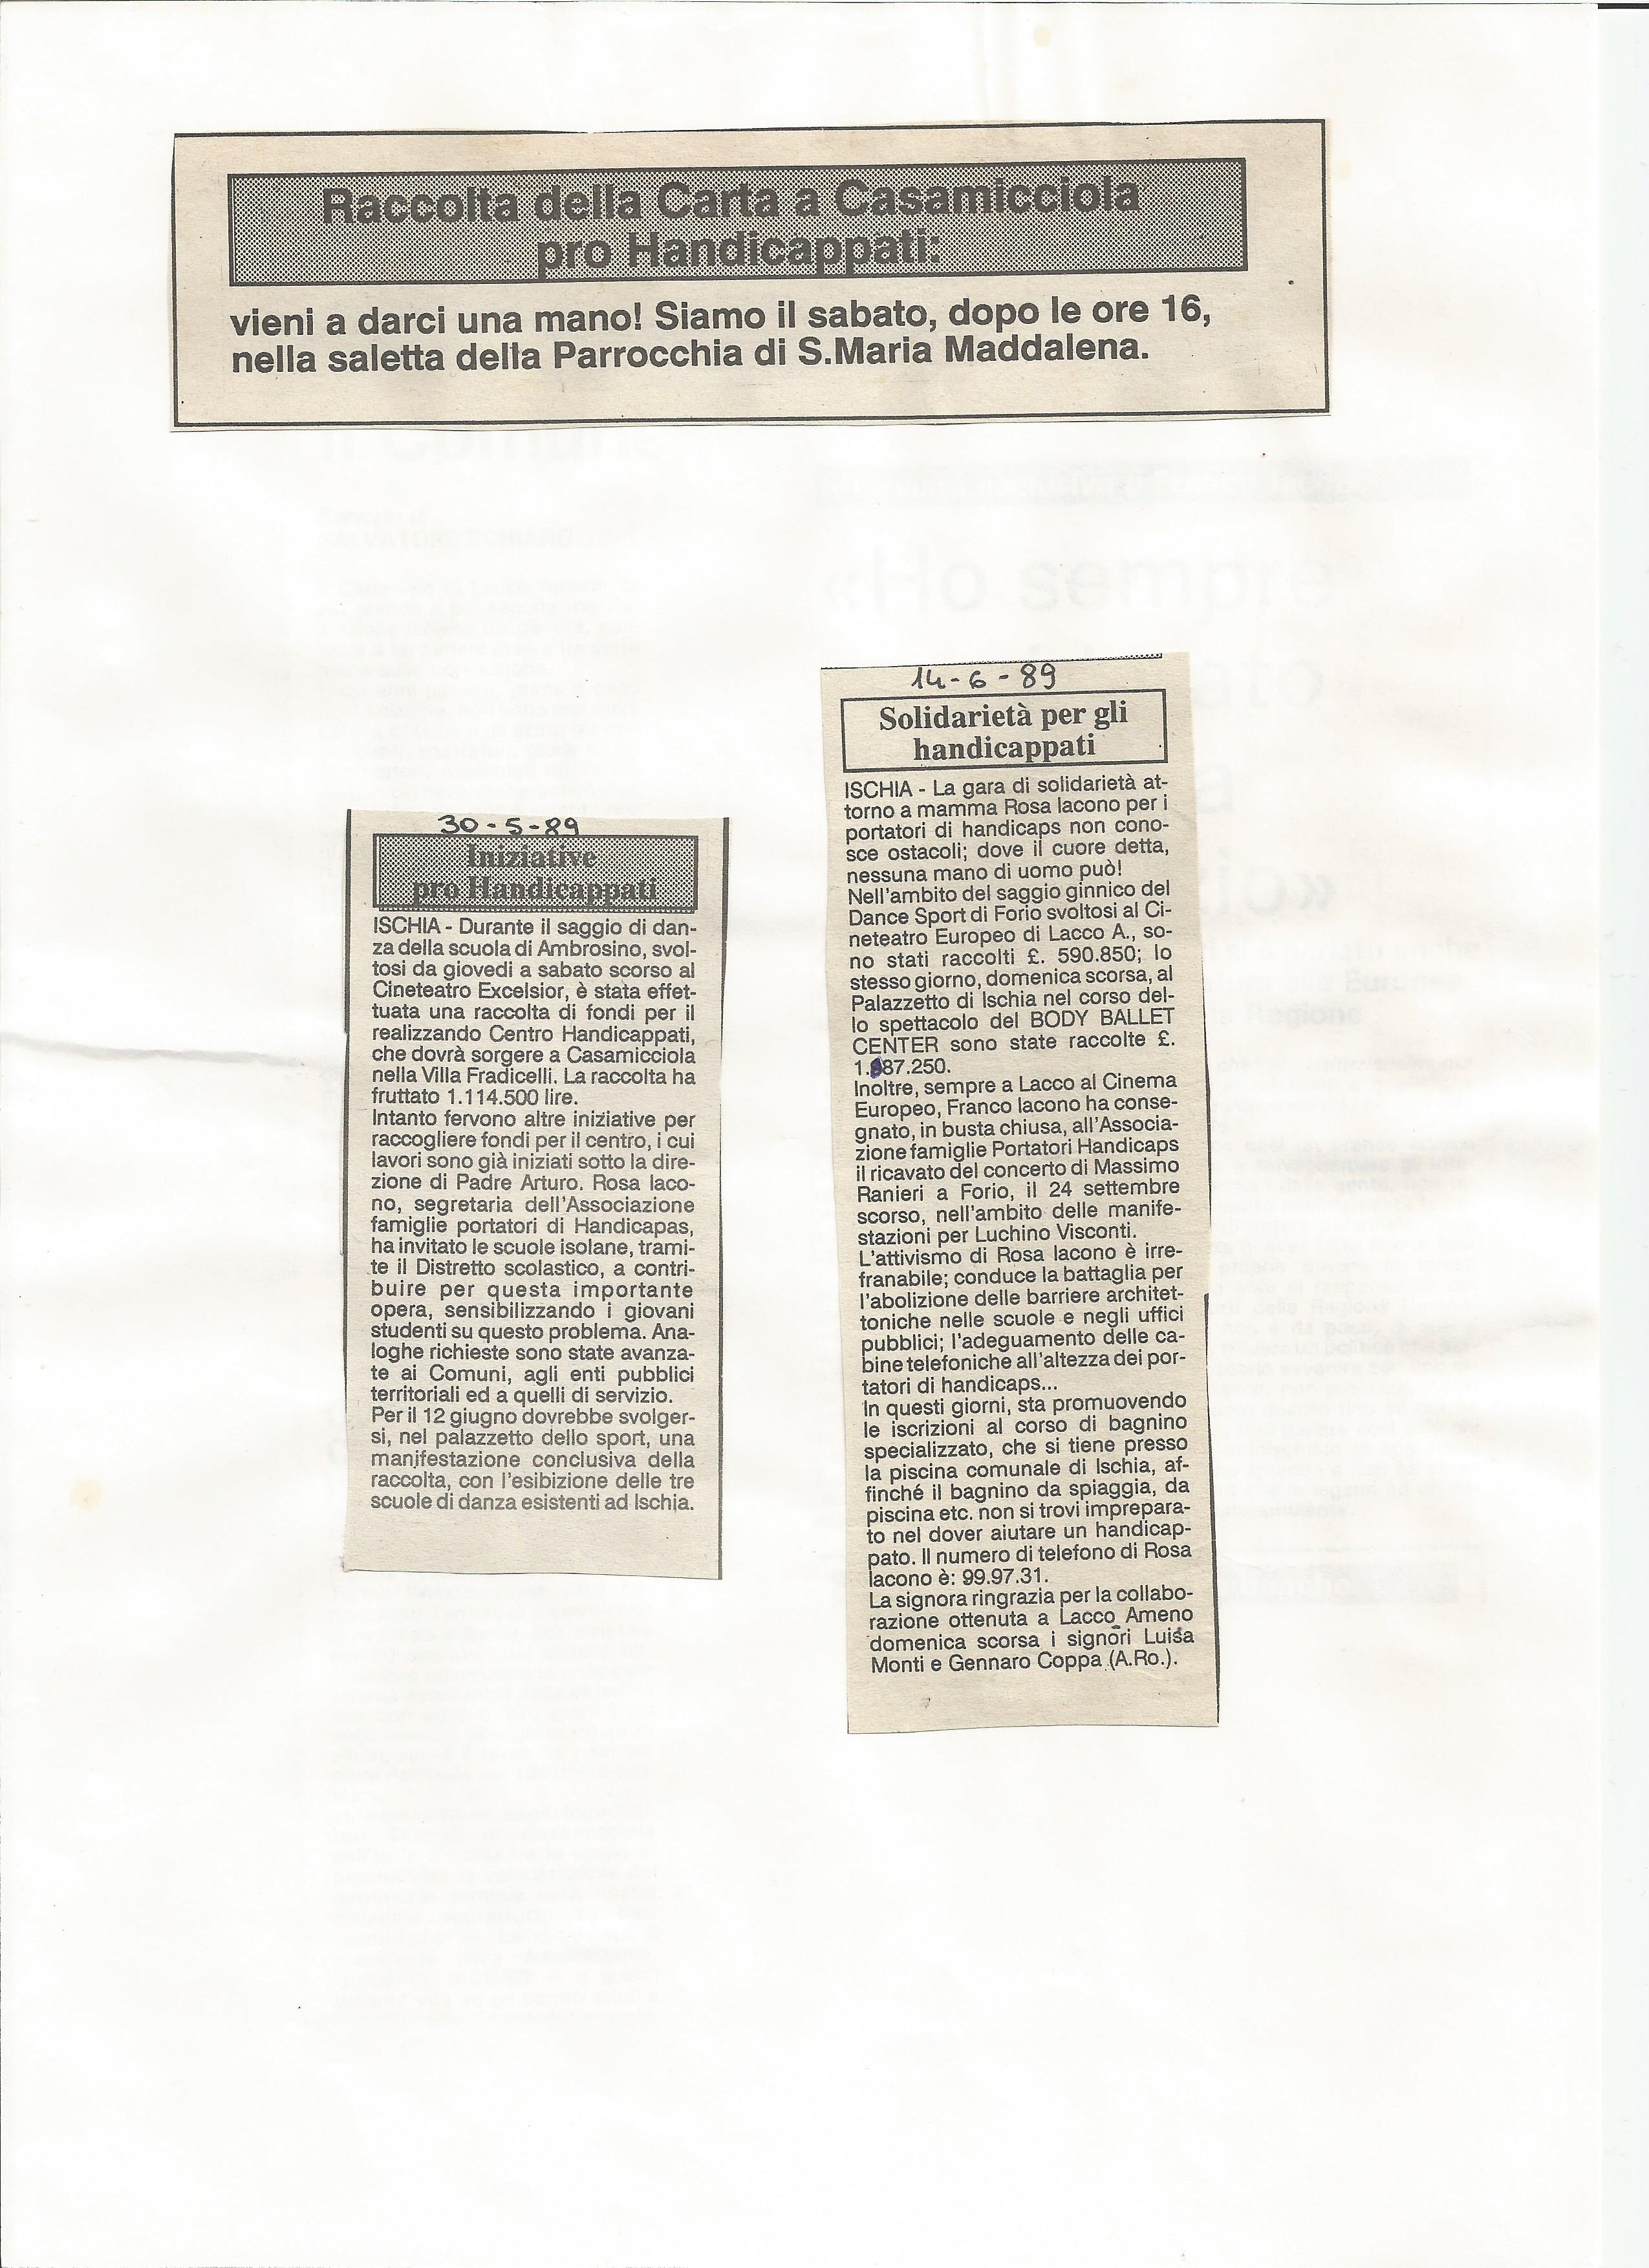 Raccolta della Carta a Casamicciola
pro Handicappati:
vieni a darci una mano! Siamo il sabato, dopo le ore 16,
nella saletta della Parrocchia di S.Maria Maddalena.
30-5-89
Iniziative
pro Handicappati
ISCHIA - Durante il saggio di dan-
za della scuola di Ambrosino, svol-
tosi da giovedì a sabato scorso al
Cineteatro Excelsior, è stata effet-
tuata una raccolta di fondi per il
realizzando Centro Handicappati,
che dovrà sorgere a Casamicciola
nella Villa Fradicelli. La raccolta ha
fruttato 1.114.500 lire.
Intanto fervono altre iniziative per
raccogliere fondi per il centro, i cui
lavori sono già iniziati sotto la dire-
zione di Padre Arturo. Rosa Iaco-
no, segretaria dell'Associazione
famiglie portatori di Handicapas,
ha invitato le scuole isolane, trami-
te il Distretto scolastico, a contri-
buire per questa importante
opera, sensibilizzando i giovani
studenti su questo problema. Ana-
loghe richieste sono state avanza-
te ai Comuni, agli enti pubblici
territoriali ed a quelli di servizio.
Per il 12 giugno dovrebbe svolger-
si, nel palazzetto dello sport, una
manifestazione conclusiva della
raccolta, con l'esibizione delle tre
scuole di danza esistenti ad Ischia.
14-6-89
Solidarietà per gli
handicappati
ISCHIA - La gara di solidarietà at-
torno a mamma Rosa Iacono per i
portatori di handicaps non cono-
sce ostacoli; dove il cuore detta,
nessuna mano di uomo può!
Nell'ambito del saggio ginnico del
Dance Sport di Forio svoltosi al Ci-
neteatro Europeo di Lacco A., so-
no stati raccolti £. 590.850; lo
stesso giorno, domenica scorsa, al
Palazzetto di Ischia nel corso del-
lo spettacolo del BODY BALLET
CENTER sono state raccolte £.
Inoltre, sempre a Lacco al Cinema
Europeo, Franco Iacono ha conse-
gnato, in busta chiusa, all'Associa-
zione famiglie Portatori Handicaps
il ricavato del concerto di Massimo
Ranieri a Forio, il 24 settembre
scorso, nell'ambito delle manife-
stazioni per Luchino Visconti.
L'attivismo di Rosa Iacono è irre-
franabile; conduce la battaglia per
l'abolizione delle barriere architet-
toniche nelle scuole e negli uffici
pubblici; l'adeguamento delle ca-
bine telefoniche all'altezza dei por-
tatori di handicaps...
In questi giorni, sta promuovendo
le iscrizioni al corso di bagnino
specializzato, che si tiene presso
la piscina comunale di Ischia, af-
finché il bagnino da spiaggia, da
piscina etc. non si trovi imprepara-
to nel dover aiutare un handicap-
pato. Il numero di telefono di Rosa
Iacono è: 99.97.31.
La signora ringrazia per la collabo-
razione ottenuta a Lacco Ameno
domenica scorsa i signori Luisa
Monti e Gennaro Coppa (A.Ro.).